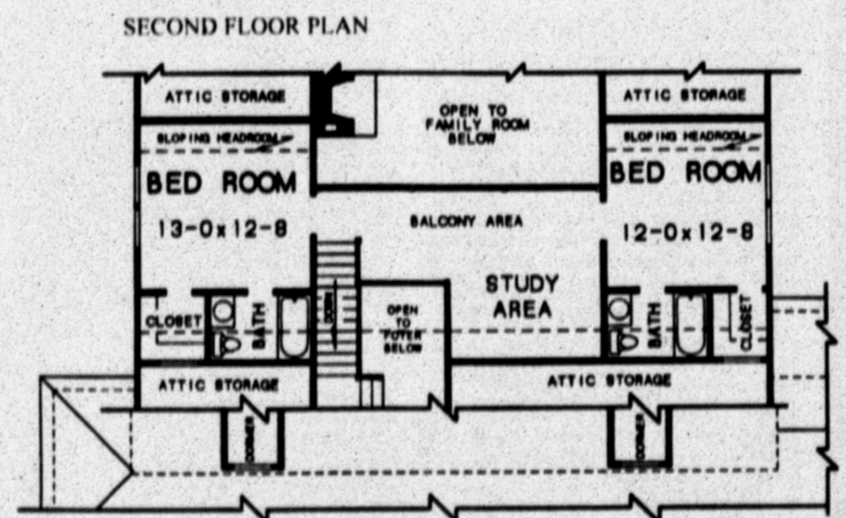 SECOND FLOOR PLAN
ATTIC STORAGE
OPEN TO
FAMILY ROOM
BELOW
ATTIC STORAGE
SLOPING HEADROOM
SLOPING HEADROOM
BED ROOM
13-0x12-8
BED ROOM
12-0x12-8
BALCONY AREA
STUDY
AREA
CLOSET
BATH
DOWN
OPEN
TO
FOYER
BELOW
BATH
CLOSET
ATTIC STORAGE
ATTIC STORAGE
DORMER
DORMER